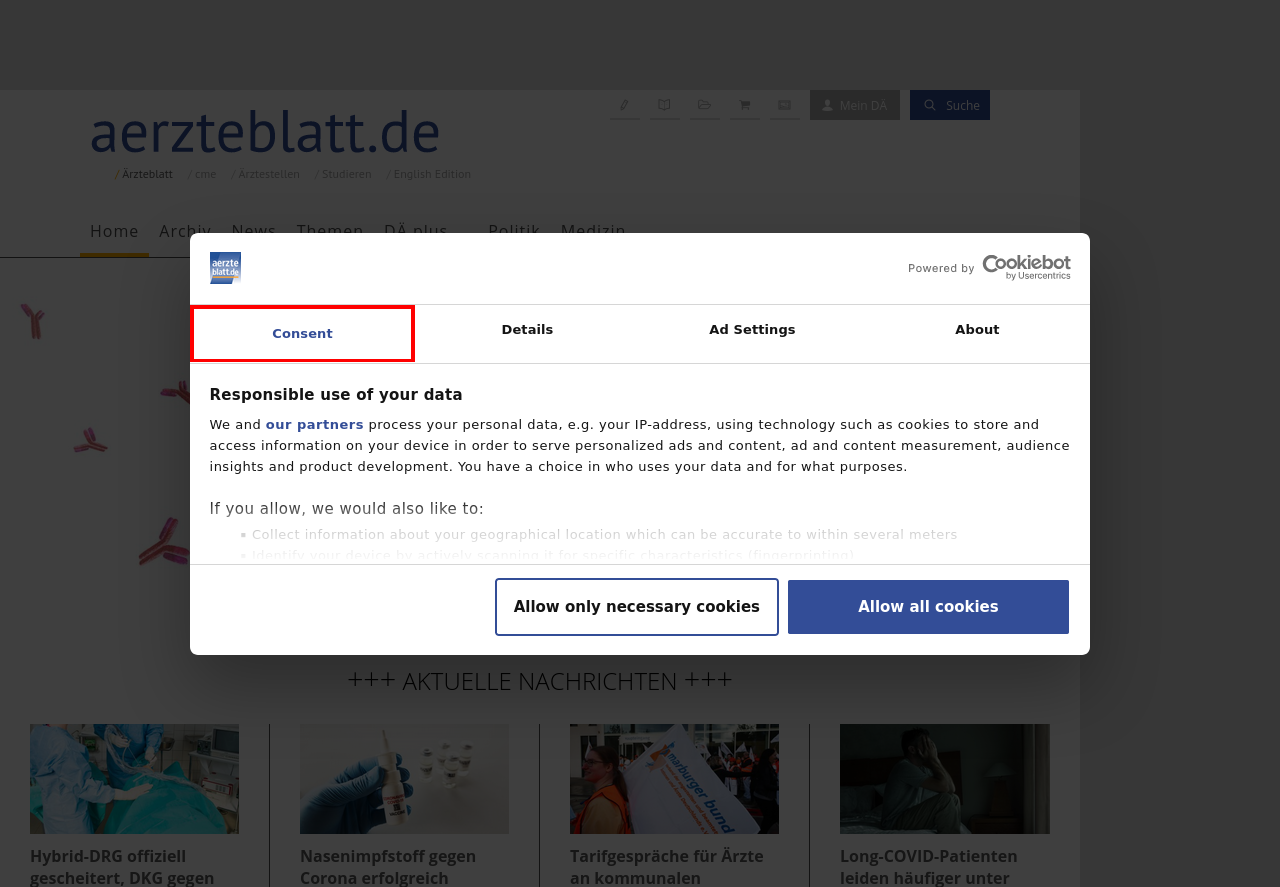 Mein DÄ
Suche
aerzteblatt.de
/ Ärzteblatt / cme / Ärztestellen / Studieren / English Edition
Home Archiv News Themen DÄ plus Politik Medizin
aerzte
blatt.de
Powered by Cookiebot
by Usercentrics
Consent Details Ad Settings About
Responsible use of your data
We and our partners process your personal data, e.g. your IP-address, using technology such as cookies to store and
access information on your device in order to serve personalized ads and content, ad and content measurement, audience
insights and product development. You have a choice in who uses your data and for what purposes.
If you allow, we would also like to:
Collect information about your geographical location which can be accurate to within several meters
Identify your device by actively scanning it for specific characteristics (fingerprinting)
Allow only necessary cookies
Allow all cookies
+++ AKTUELLE NACHRICHTEN +++
marburger bund
Hybrid-DRG offiziell
gescheitert, DKG gegen
Nasenimpfstoff gegen
Corona erfolgreich
Tarifgespräche für Ärzte
an kommunalen
Long-COVID-Patienten
leiden häufiger unter